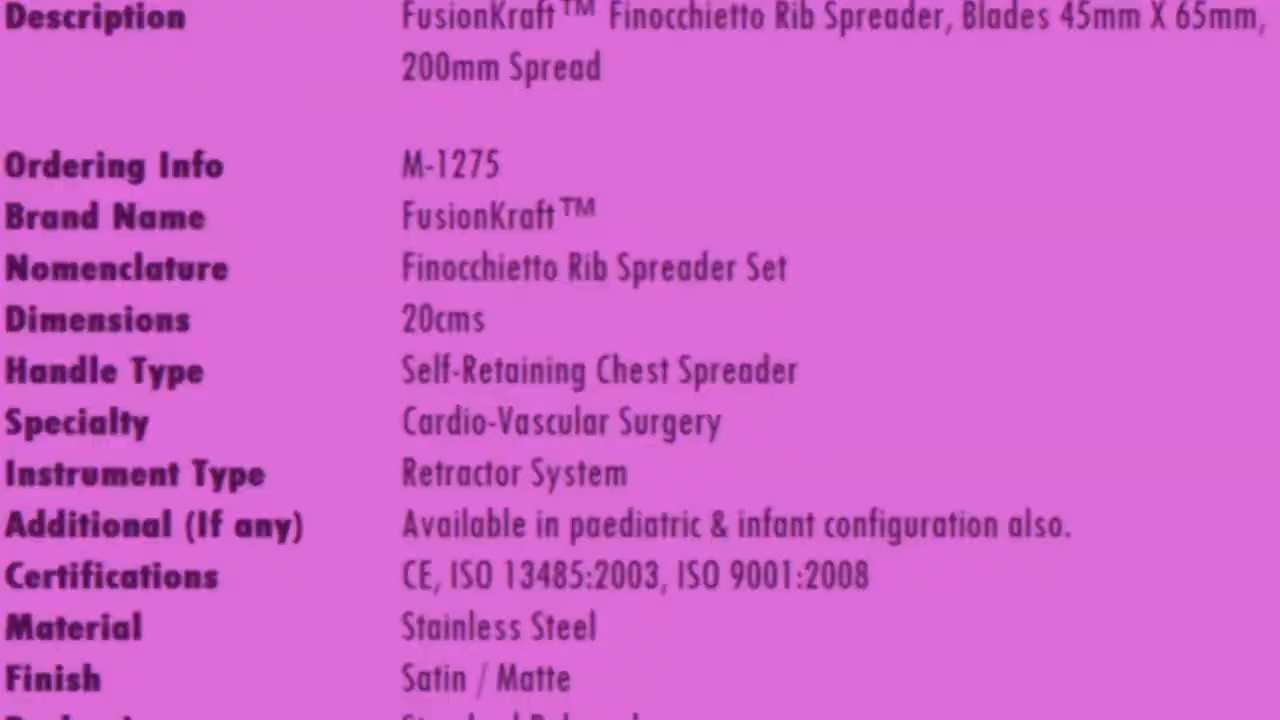 Description FusionKraft™ Finocchietto Rib Spreader, Blades 45mm X 65mm,
200mm Spread
Ordering Info M-1275
Brand Name FusionKraft™
Nomenclature Finocchietto Rib Spreader Set
Dimensions 20cms
Handle Type Self-Retaining Chest Spreader
Specialty Cardio-Vascular Surgery
Instrument Type Retractor System
Additional (If any) Available in paediatric & infant configuration also.
Certifications CE, ISO 13485:2003, ISO 9001:2008
Material Stainless Steel
Finish Satin / Matte